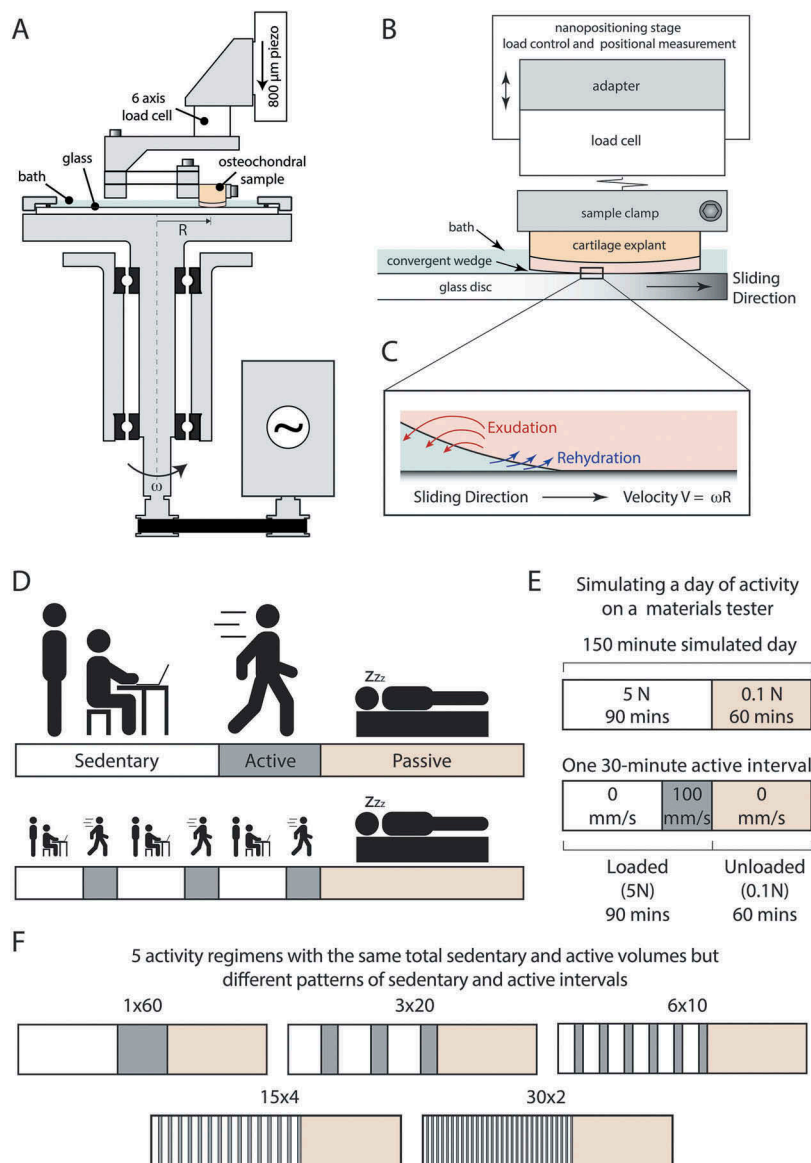 A
800 µm piezo
6 axis
load cell
glass
bath
osteochondral
sample
R
ω
~
B
nanopositioning stage
load control and positional measurement
adapter
load cell
sample clamp
bath
cartilage explant
convergent wedge
glass disc
Sliding
Direction
C
Exudation
Rehydration
Sliding Direction
Velocity V = ωR
D
Zzz
Sedentary
Active
Passive
Zzz
E
Simulating a day of activity
on a materials tester
150 minute simulated day
5 N
90 mins
0.1 N
60 mins
One 30-minute active interval
0
mm/s
100
mm/s
0
mm/s
Loaded
(5N)
90 mins
Unloaded
(0.1N)
60 mins
F
5 activity regimens with the same total sedentary and active volumes but
different patterns of sedentary and active intervals
1x60
3x20
6x10
15x4
30x2